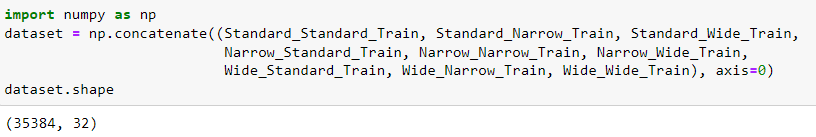 import numpy as np
dataset = np.concatenate((Standard_Standard_Train, Standard_Narrow_Train, Standard_Wide_Train,
Narrow_Standard_Train, Narrow_Narrow_Train, Narrow_Wide_Train,
Wide_Standard_Train, Wide_Narrow_Train, Wide_Wide_Train), axis=0)
dataset.shape
(35384, 32)